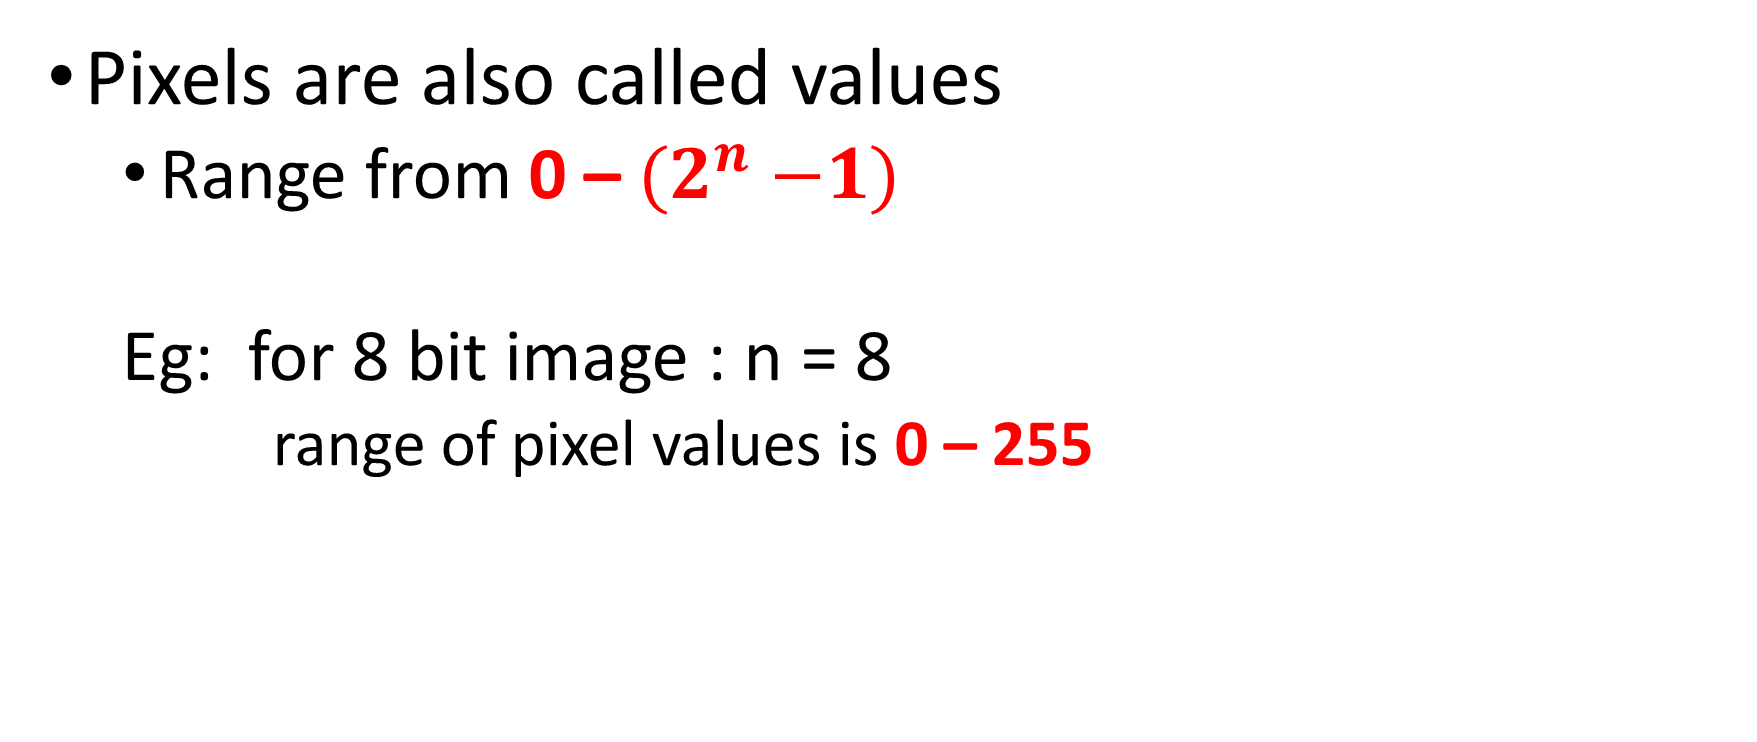 • Pixels are also called values
• Range from 0 – (2ⁿ −1)
Eg: for 8 bit image : n = 8
range of pixel values is 0 – 255